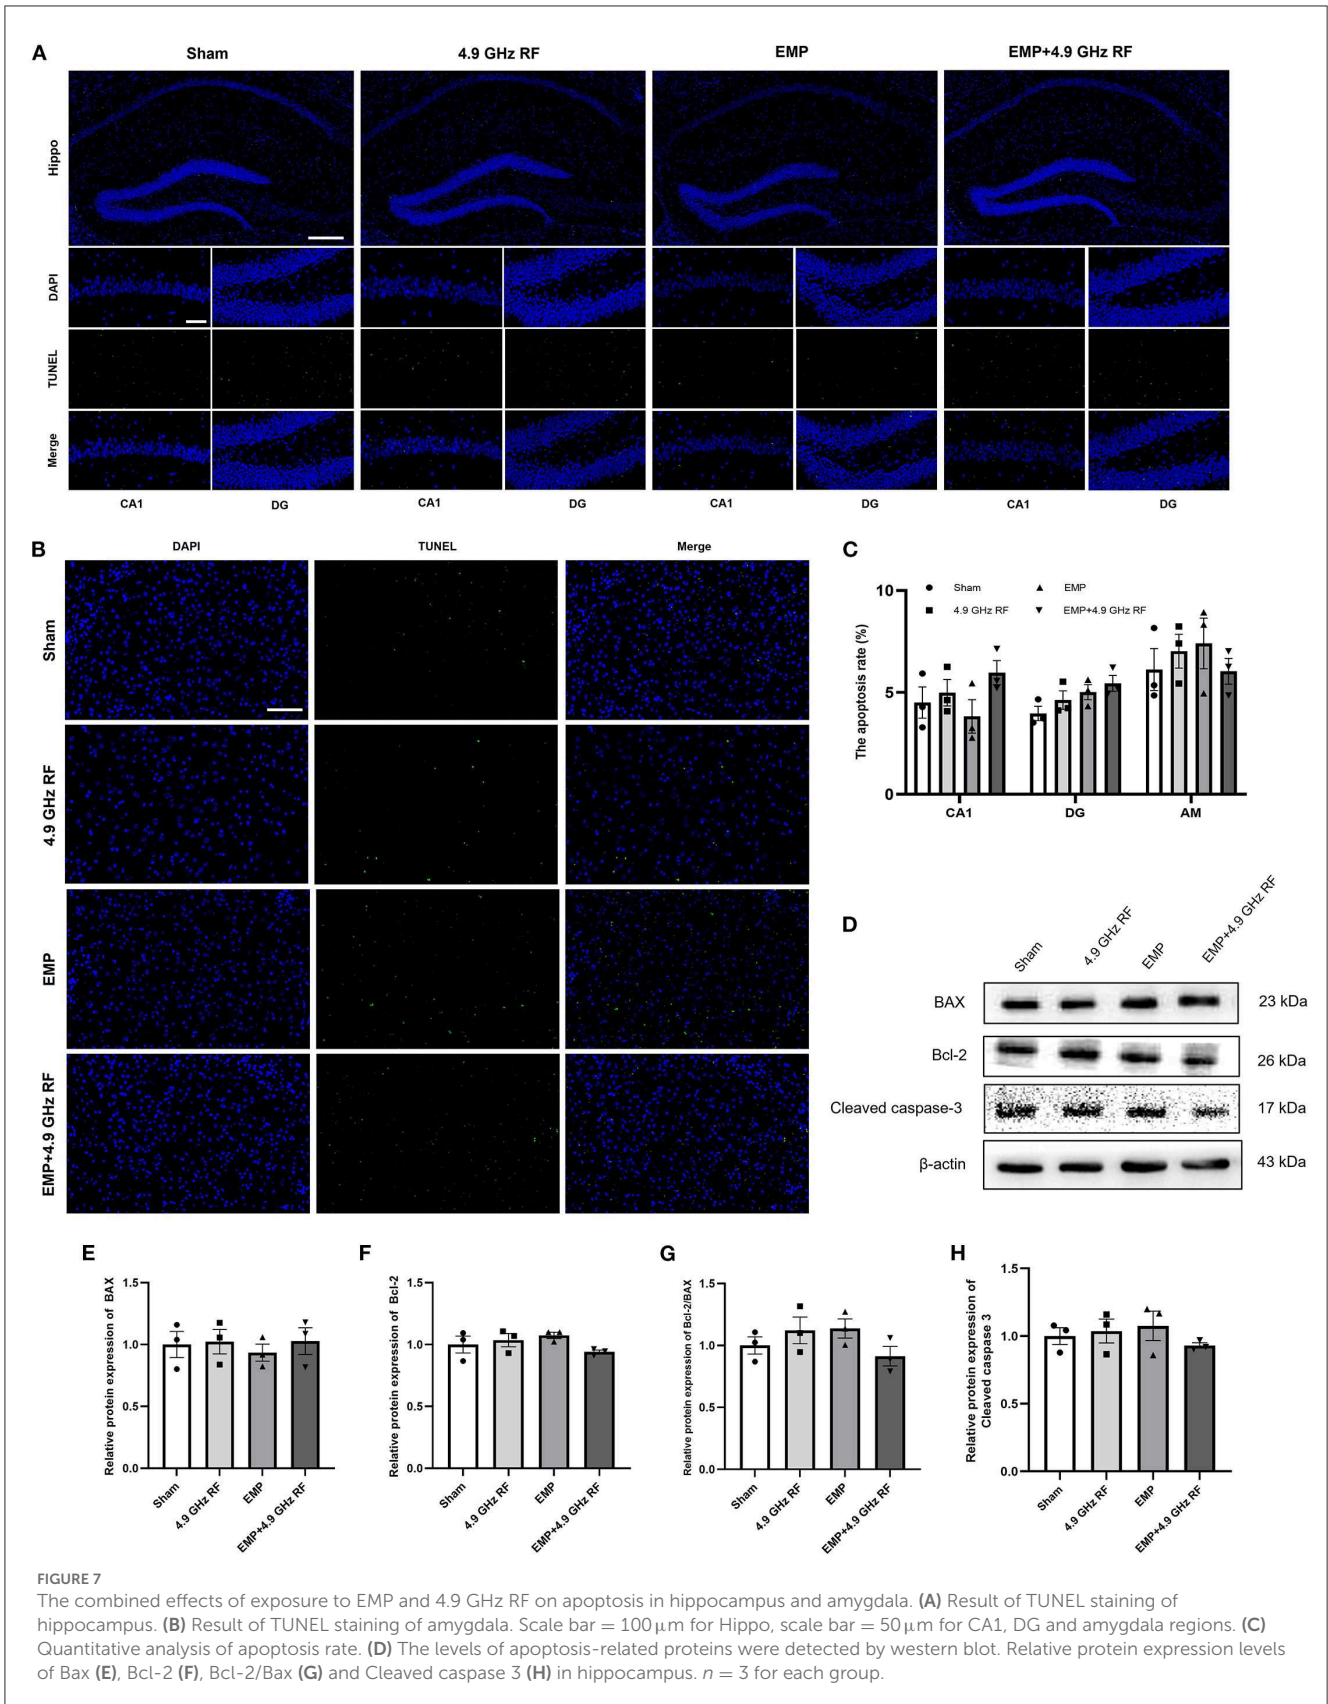 A
Sham
4.9 GHz RF
EMP
EMP+4.9 GHz RF
Hippo
DAPI
TUNEL
Merge
CA1
DG
CA1
DG
CA1
DG
CA1
DG
B
DAPI
TUNEL
Merge
Sham
4.9 GHz RF
EMP
EMP+4.9 GHz RF
C
The apoptosis rate (%)
10
5
0
Sham
EMP
4.9 GHz RF
EMP+4.9 GHz RF
CA1
DG
AM
D
Sham
4.9 GHz RF
EMP
EMP+4.9 GHz RF
BAX
23 kDa
Bcl-2
26 kDa
Cleaved caspase-3
17 kDa
β-actin
43 kDa
E
Relative protein expression of BAX
1.5
1.0
0.5
0.0
Sham
4.9 GHz RF
EMP
EMP+4.9 GHz RF
F
Relative protein expression of Bcl-2
1.5
1.0
0.5
0.0
Sham
4.9 GHz RF
EMP
EMP+4.9 GHz RF
G
Relative protein expression of Bcl-2/BAX
1.5
1.0
0.5
0.0
Sham
4.9 GHz RF
EMP
EMP+4.9 GHz RF
H
Relative protein expression of
Cleaved caspase 3
1.5
1.0
0.5
0.0
Sham
4.9 GHz RF
EMP
EMP+4.9 GHz RF
FIGURE 7
The combined effects of exposure to EMP and 4.9 GHz RF on apoptosis in hippocampus and amygdala. (A) Result of TUNEL staining of
hippocampus. (B) Result of TUNEL staining of amygdala. Scale bar = 100 μm for Hippo, scale bar = 50 μm for CA1, DG and amygdala regions. (C)
Quantitative analysis of apoptosis rate. (D) The levels of apoptosis-related proteins were detected by western blot. Relative protein expression levels
of Bax (E), Bcl-2 (F), Bcl-2/Bax (G) and Cleaved caspase 3 (H) in hippocampus. n = 3 for each group.